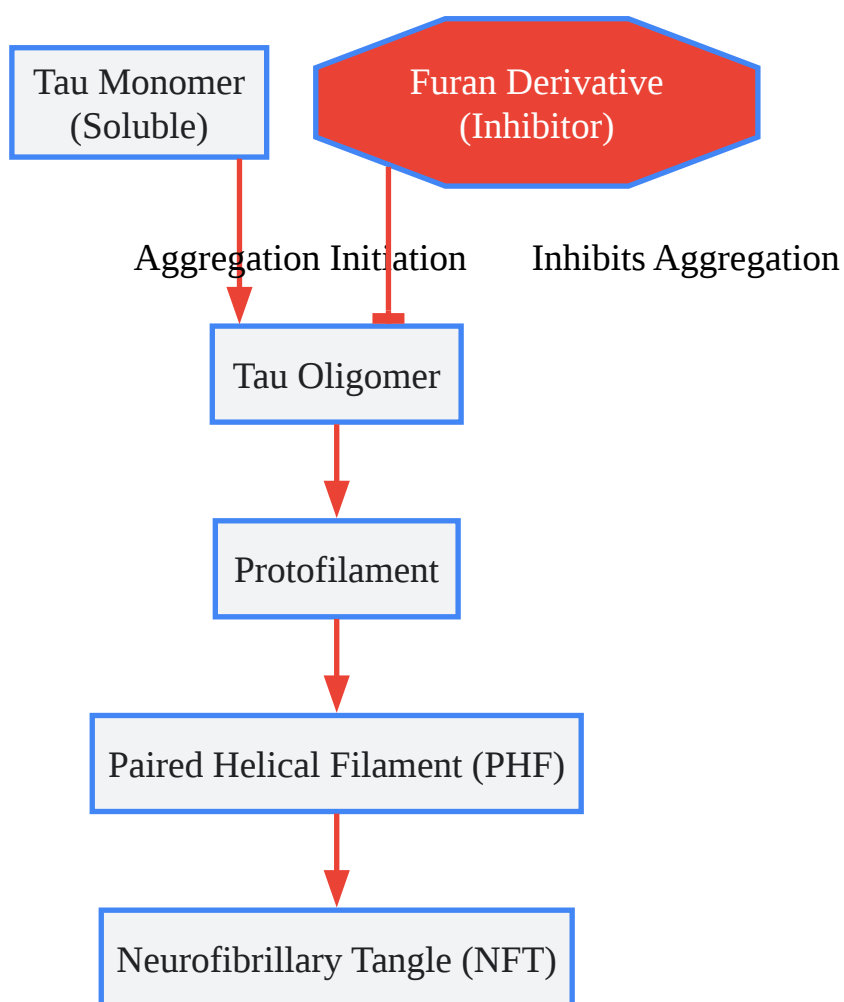 Tau Monomer
(Soluble)
Furan Derivative
(Inhibitor)
Aggregation Initiation
Inhibits Aggregation
Tau Oligomer
Protofilament
Paired Helical Filament (PHF)
Neurofibrillary Tangle (NFT)